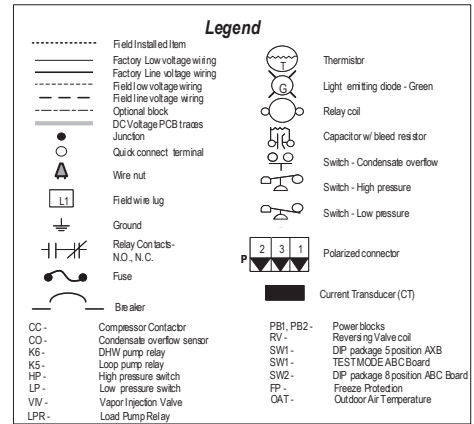 Legend
Field Installed Item
Factory Low voltage wiring
Factory Line voltage wiring
Field low voltage wiring
Field line voltage wiring
Optional block
DC Voltage PCB traces
Junction
Quick connect terminal
Wire nut
L1
Field wire lug
Ground
Relay Contacts-
N.O., N.C.
Fuse
Breaker
T
Thermistor
G
Light emitting diode - Green
Relay coil
Capacitor w/ bleed resistor
Switch - Condensate overflow
Switch - High pressure
Switch - Low pressure
2 3 1
P
Polarized connector
Current Transducer (CT)
CC - Compressor Contactor
CO - Condensate overflow sensor
K6 - DHW pump relay
K5 - Loop pump relay
HP - High pressure switch
LP - Low pressure switch
VIV - Vapor Injection Valve
LPR - Load Pump Relay
PB1, PB2 - Power blocks
RV - Reversing Valve coil
SW1 - DIP package 5 position AXB
SW1 - TEST MODE ABC Board
SW2 - DIP package 8 position ABC Board
FP - Freeze Protection
OAT - Outdoor Air Temperature